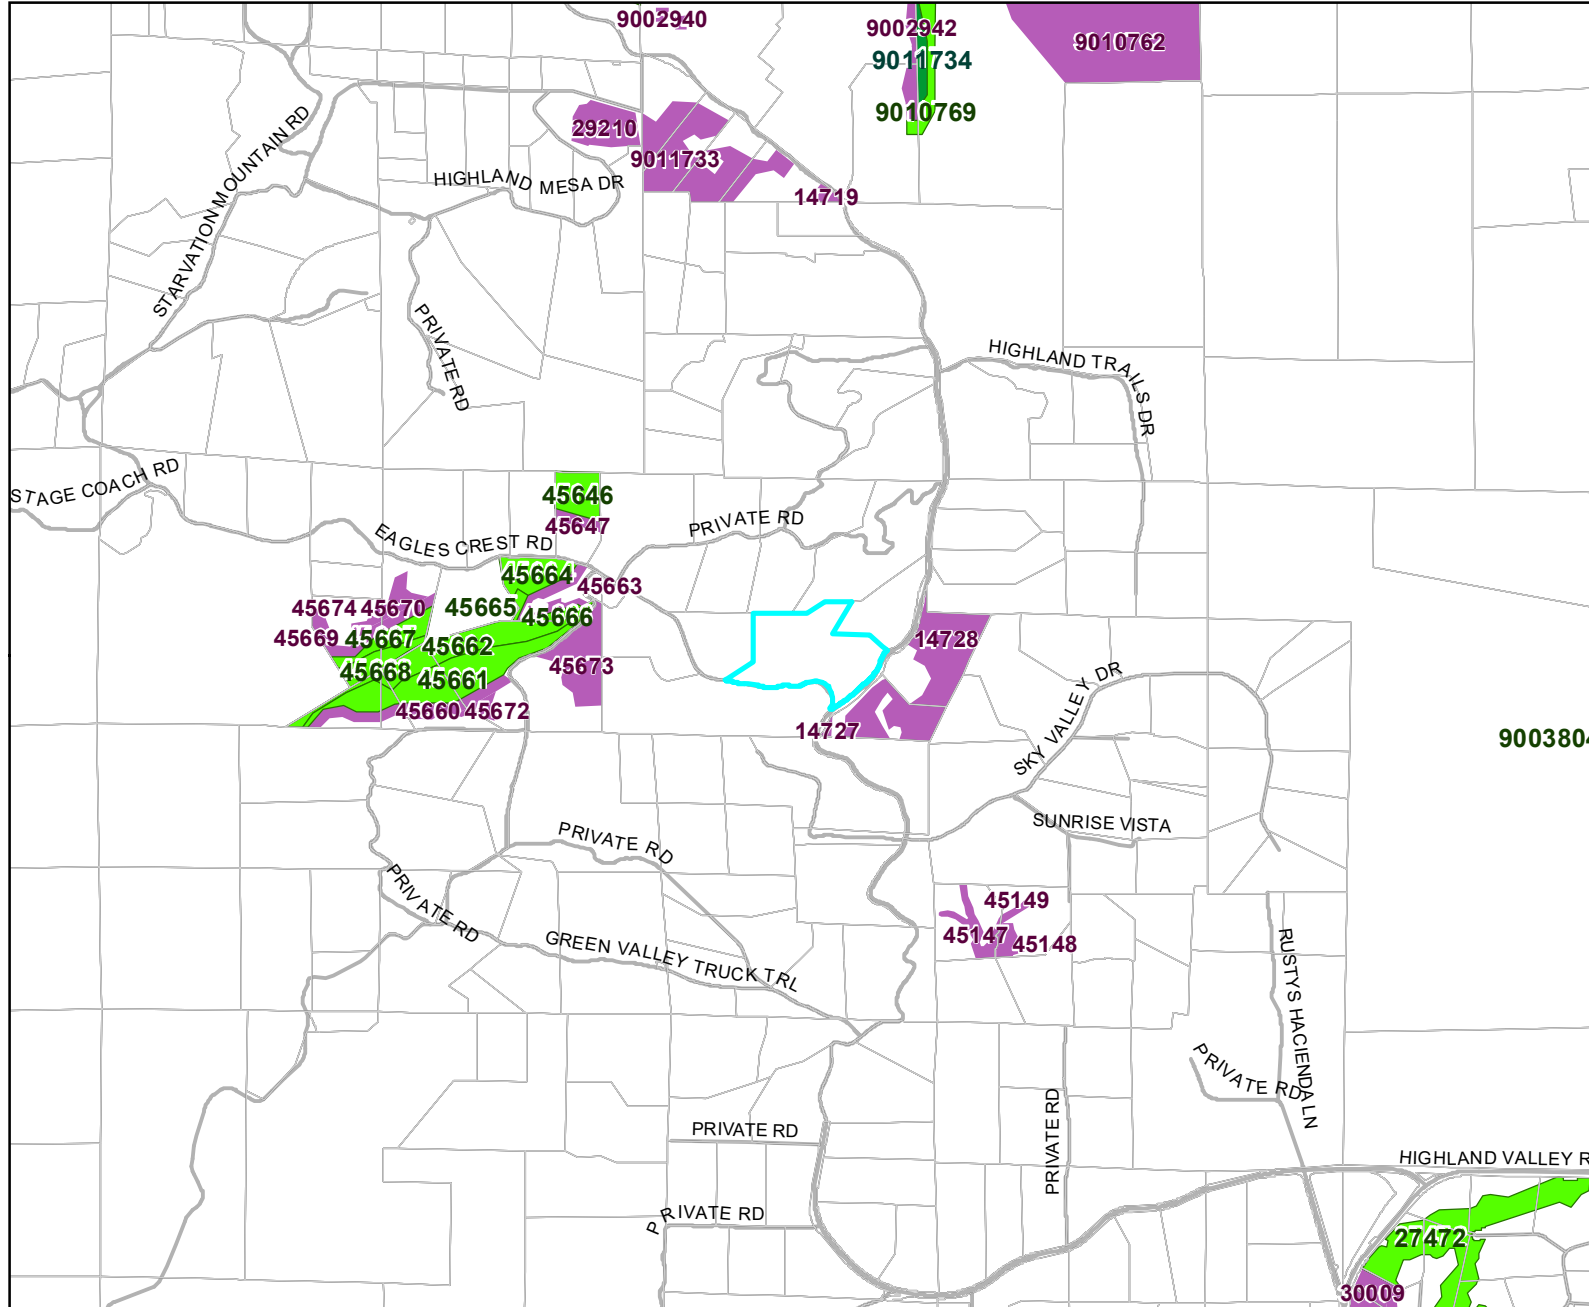 9002940
9002942
9010762
9011734
9010769
29210
9011733
14719
STARVATION MOUNTAIN RD
HIGHLAND MESA DR
PRIVATE RD
HIGHLAND TRAILS DR
STAGE COACH RD
45646
45647
PRIVATE RD
EAGLES CREST RD
45664
45663
45674
45670
45665
45666
45669
45667
45662
14728
45668
45661
45673
45660
45672
14727
SKY VALLEY DR
9003804
SUNRISE VISTA
PRIVATE RD
PRIVATE RD
45149
45147
45148
GREEN VALLEY TRUCK TRL
RUSTYS HACIENDA LN
PRIVATE RD
PRIVATE RD
PRIVATE RD
HIGHLAND VALLEY R
PRIVATE RD
27472
30009